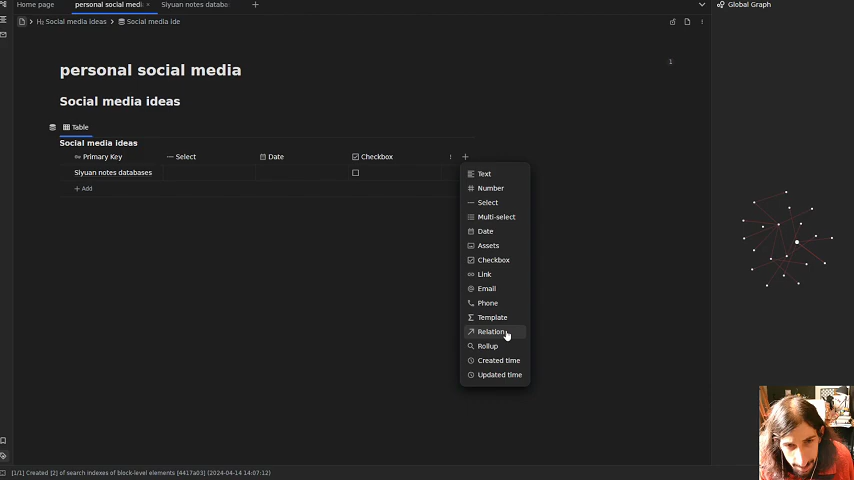 Home page
personal social medi
Siyuan notes databa
Global Graph
H₂ Social media ideas
Social media ide
personal social media
1
Social media ideas
Table
Social media ideas
Primary Key Select Date Checkbox
SIyuan notes databases
Add
Text
Number
Select
Multi-select
Date
Assets
Checkbox
Link
Email
Phone
Template
Relation
Rollup
Created time
Updated time
[1/1] Created [2] of search indexes of block-level elements [4417a03] (2024-04-14 14:07:12)